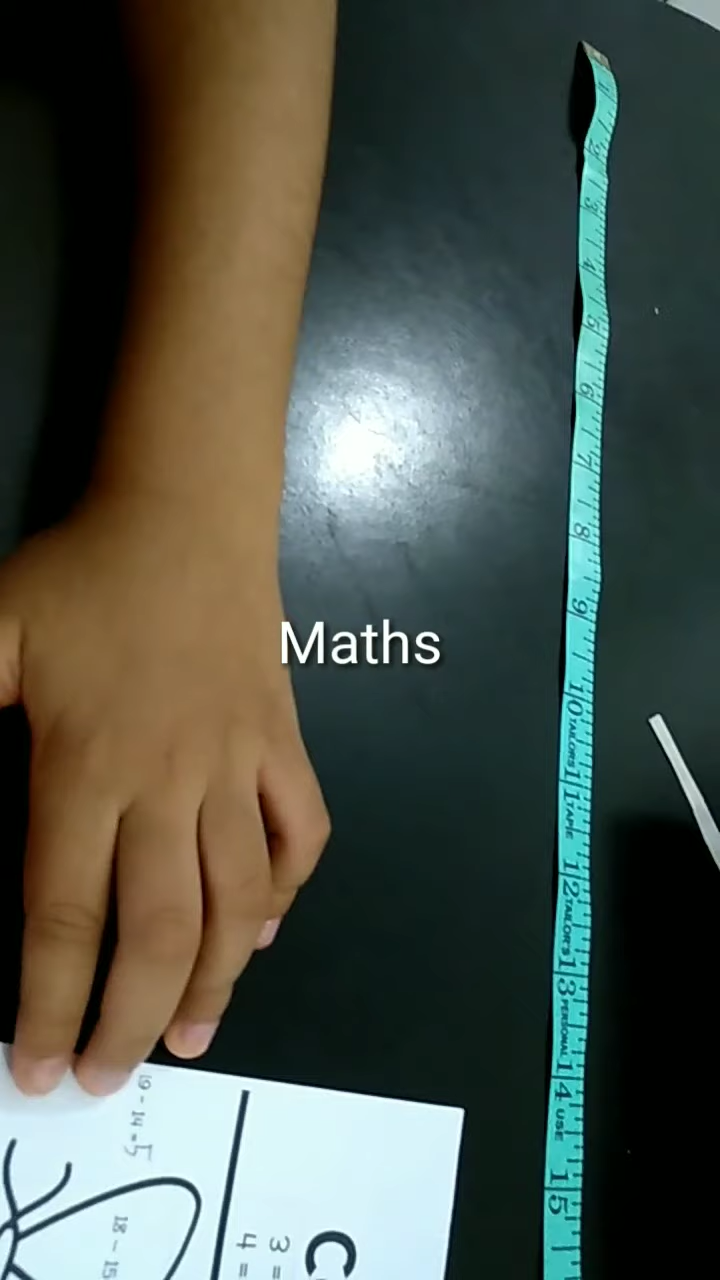 Maths
1
2
3
4
5
6
7
8
9
10 TAILORS
11 TAPE
12 TAILOR'S
13 PERSONAL
14 USE
15
19 - 14 = 5
18 - 15
C
3 =
4 =